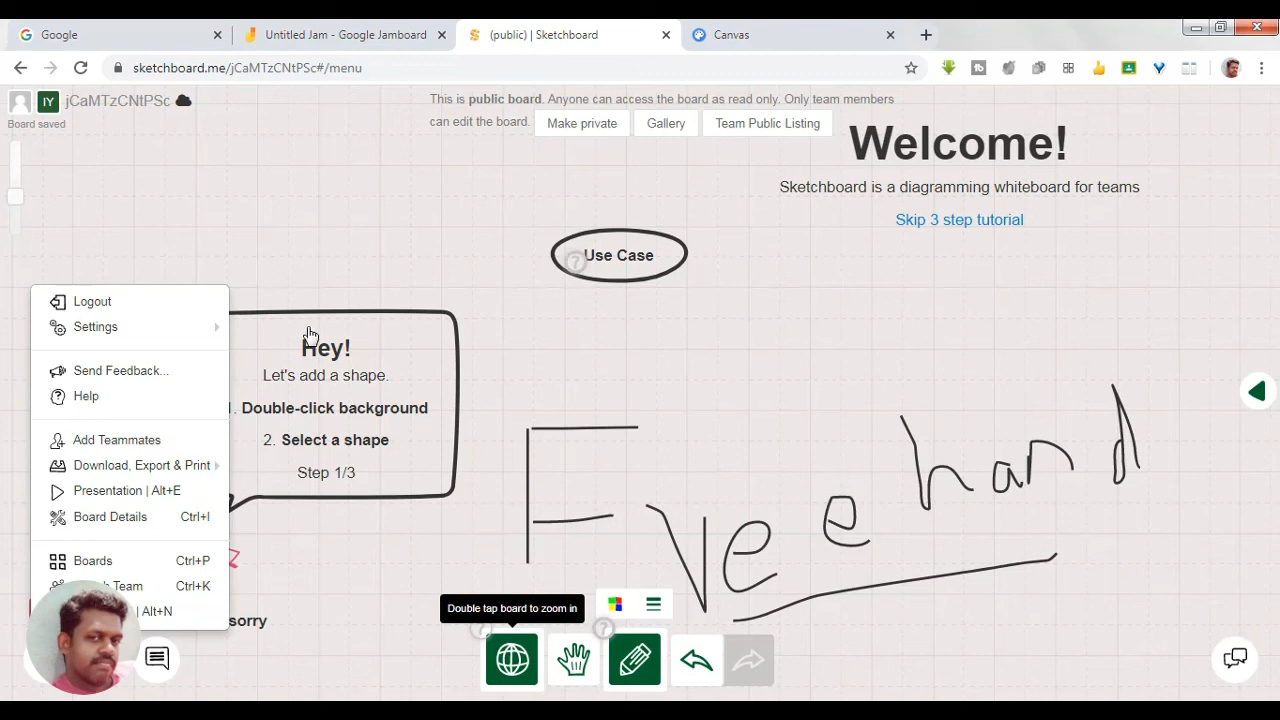 Google
Untitled Jam - Google Jamboard
(public) | Sketchboard
Canvas
sketchboard.me/jCaMTzCNtPSc#/menu
IY jCaMTzCNtPSc
Board saved
This is public board. Anyone can access the board as read only. Only team members
can edit the board. Make private Gallery Team Public Listing
Welcome!
Sketchboard is a diagramming whiteboard for teams
Skip 3 step tutorial
Use Case
Logout
Settings
Send Feedback...
Help
Add Teammates
Download, Export & Print
Presentation | Alt+E
Board Details Ctrl+I
Boards Ctrl+P
Team Ctrl+K
| Alt+N
Hey!
Let's add a shape.
1. Double-click background
2. Select a shape
Step 1/3
sorry
Free hand
Double tap board to zoom in